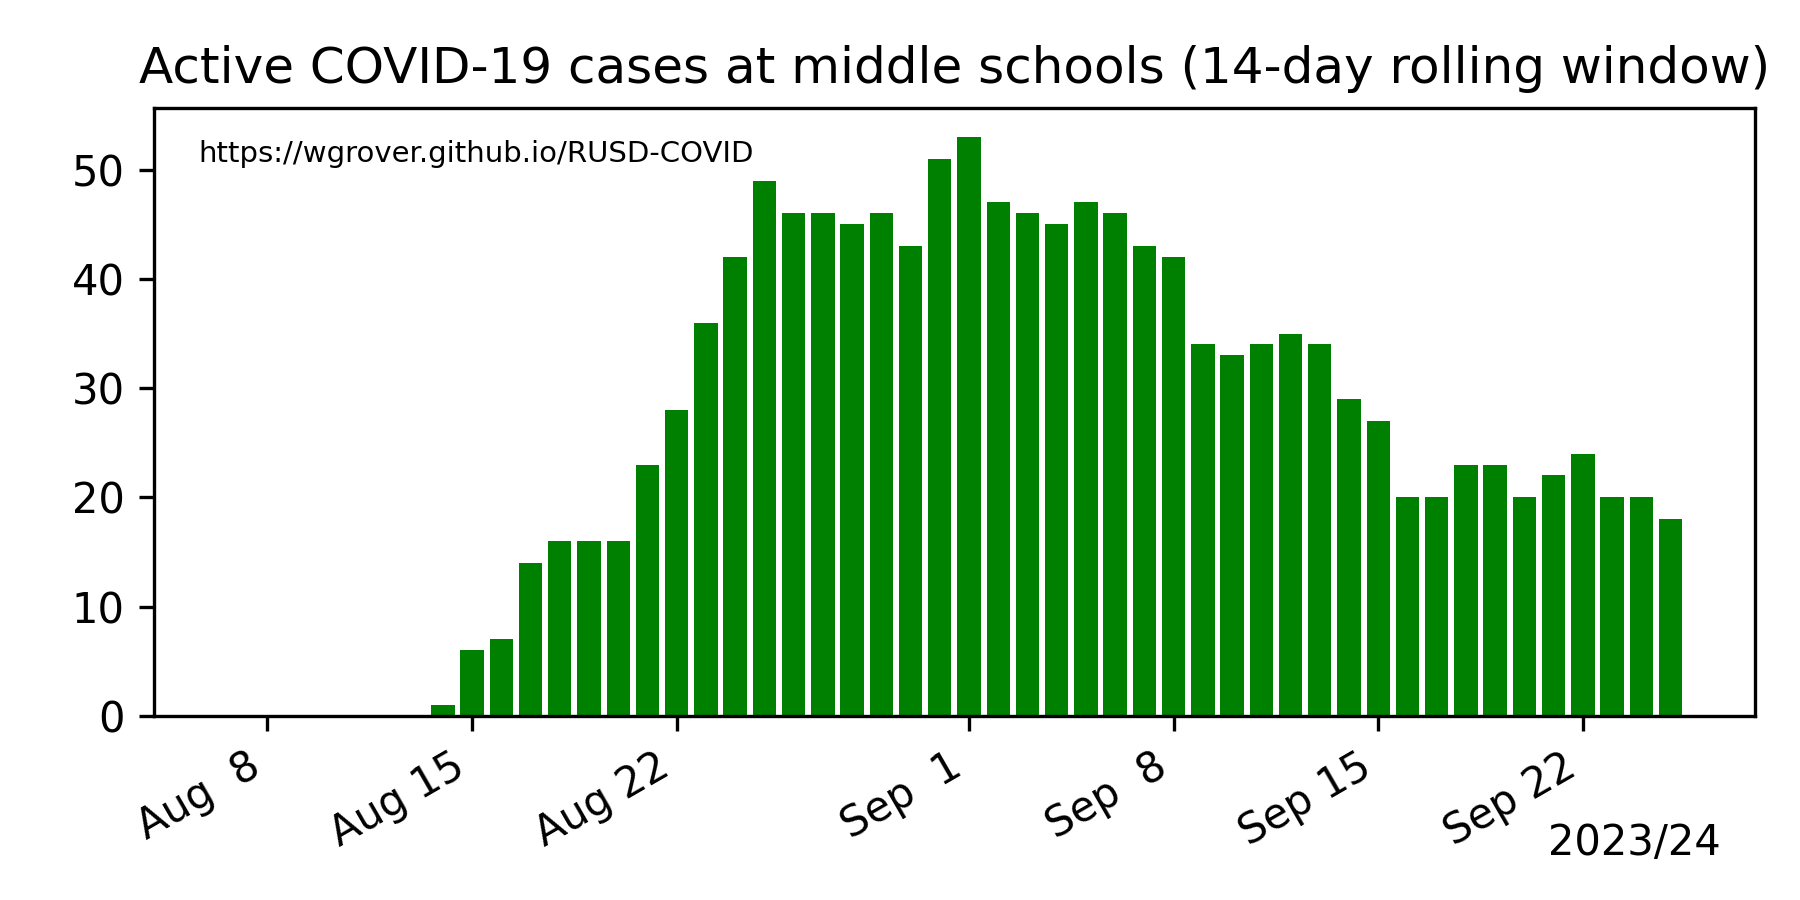 Active COVID-19 cases at middle schools (14-day rolling window)
https://wgrover.github.io/RUSD-COVID
50
40
30
20
10
0
Aug 8
Aug 15
Aug 22
Sep 1
Sep 8
Sep 15
Sep 22
2023/24